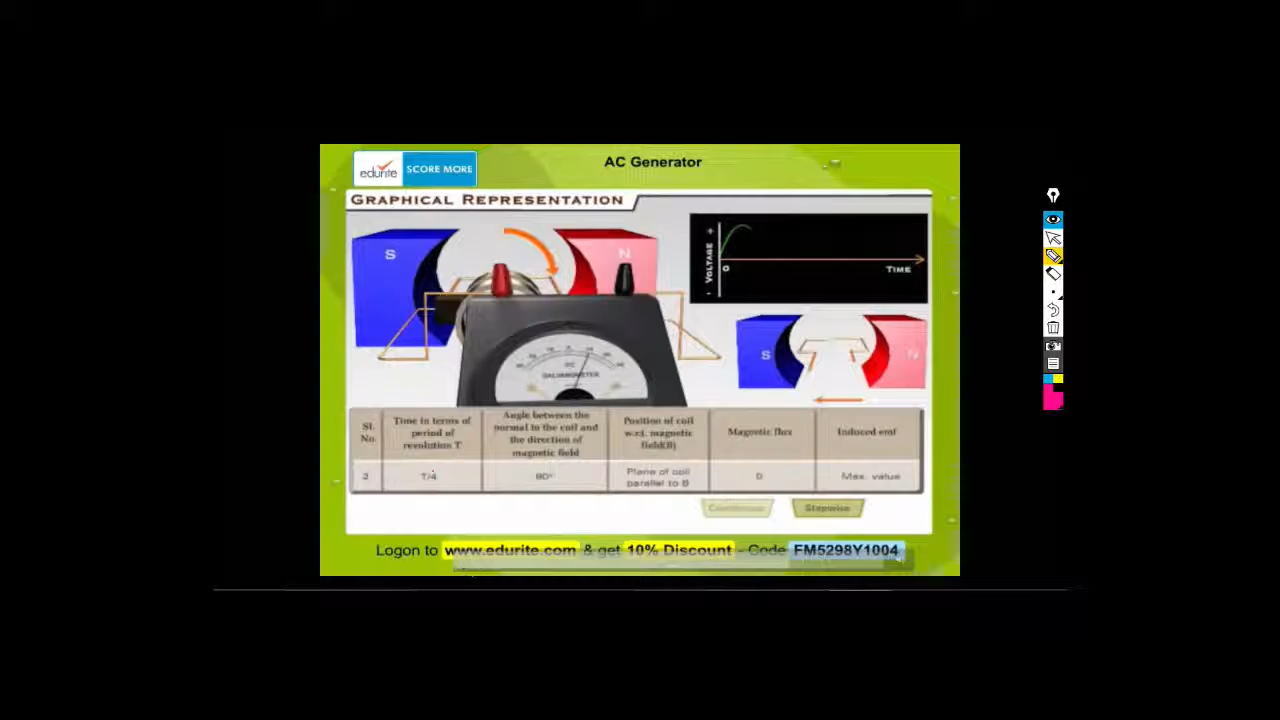 AC Generator
edurite SCORE MORE
GRAPHICAL REPRESENTATION
S
N
VOLTAGE
+
-
0
TIME
DC
GALVANOMETER
S
N
Sl. No.
Time in terms of period of revolution T
Angle between the normal to the coil and the direction of magnetic field
Position of coil w.r.t. magnetic field(B)
Magnetic flux
Induced emf
T/4
90°
Plane of coil parallel to B
0
Max. value
Continuous
Stepwise
Logon to www.edurite.com & get 10% Discount - Code FM5298Y1004